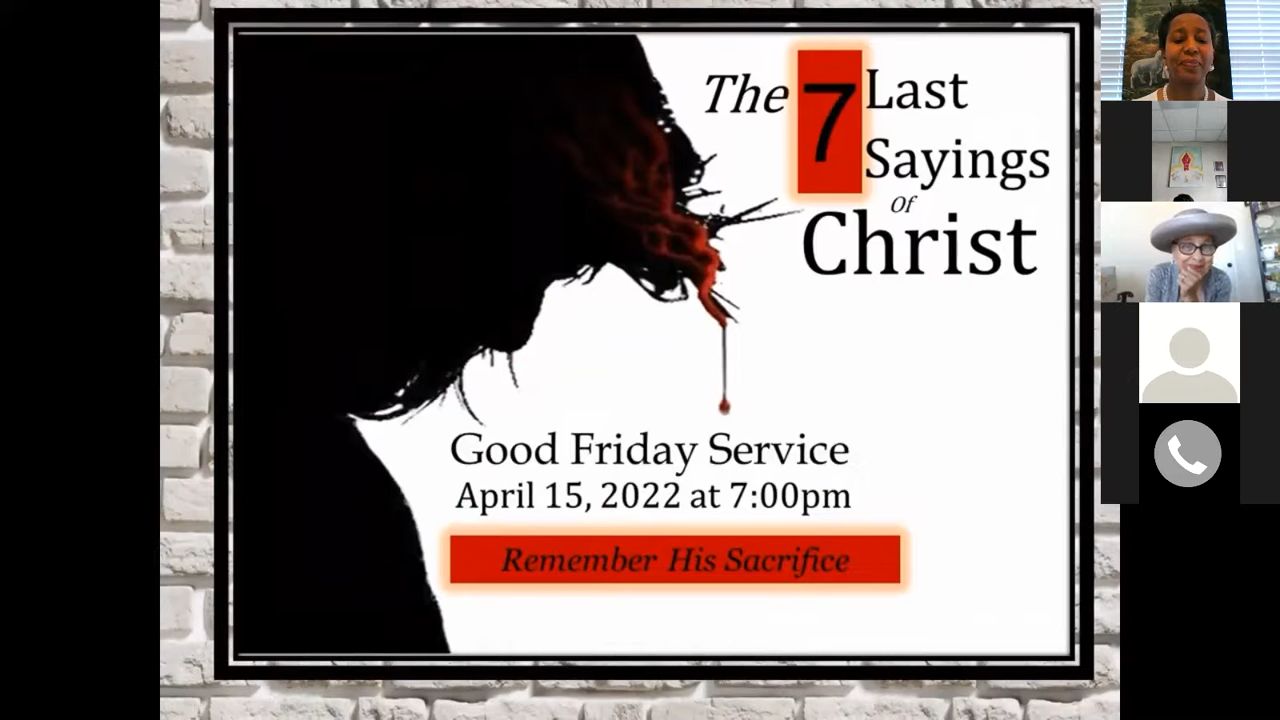 The 7 Last
Sayings
Of
Christ
Good Friday Service
April 15, 2022 at 7:00pm
Remember His Sacrifice